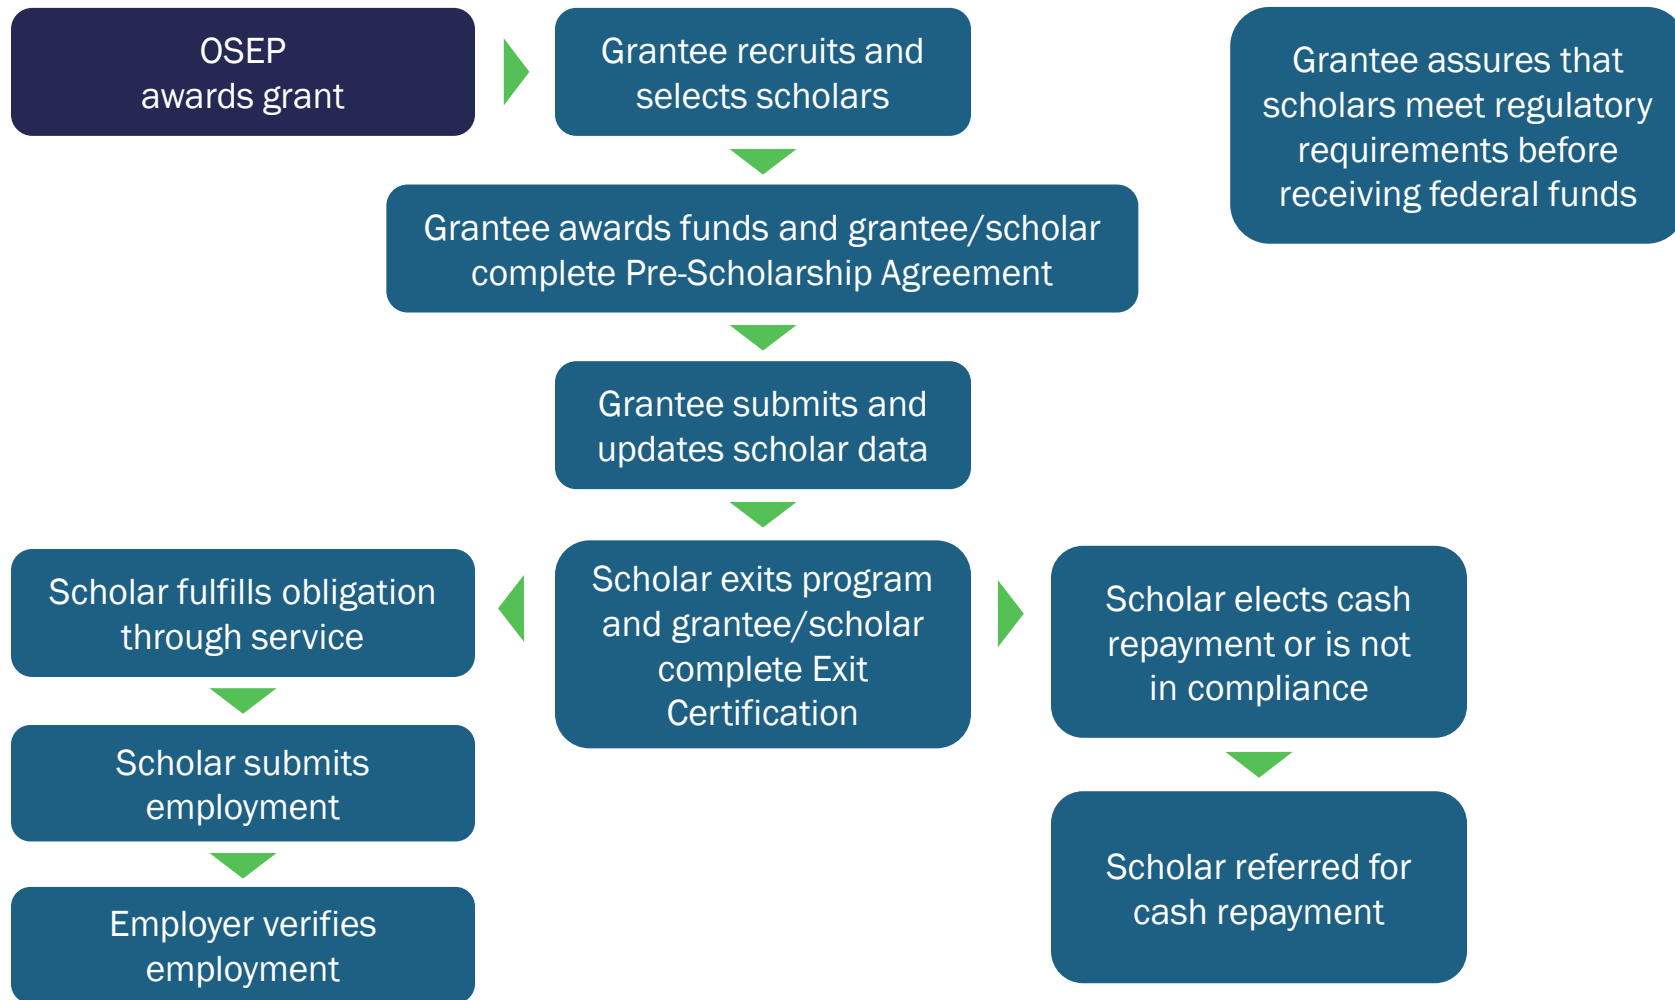 OSEP
awards grant
Grantee recruits and
selects scholars
Grantee assures that
scholars meet regulatory
requirements before
receiving federal funds
Grantee awards funds and grantee/scholar
complete Pre-Scholarship Agreement
Grantee submits and
updates scholar data
Scholar exits program
and grantee/scholar
complete Exit
Certification
Scholar fulfills obligation
through service
Scholar submits
employment
Employer verifies
employment
Scholar elects cash
repayment or is not
in compliance
Scholar referred for
cash repayment